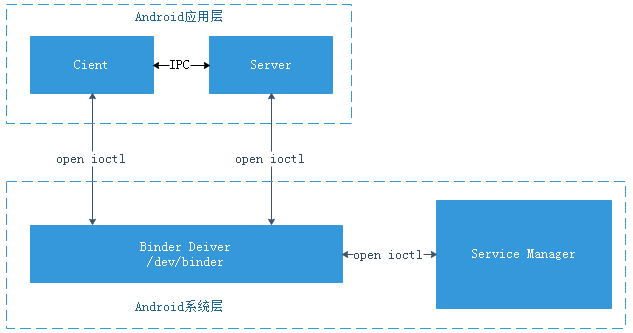 Android应用层
Cient
IPC
Server
open ioctl
open ioctl
Binder Deiver
/dev/binder
open ioctl
Service Manager
Android系统层